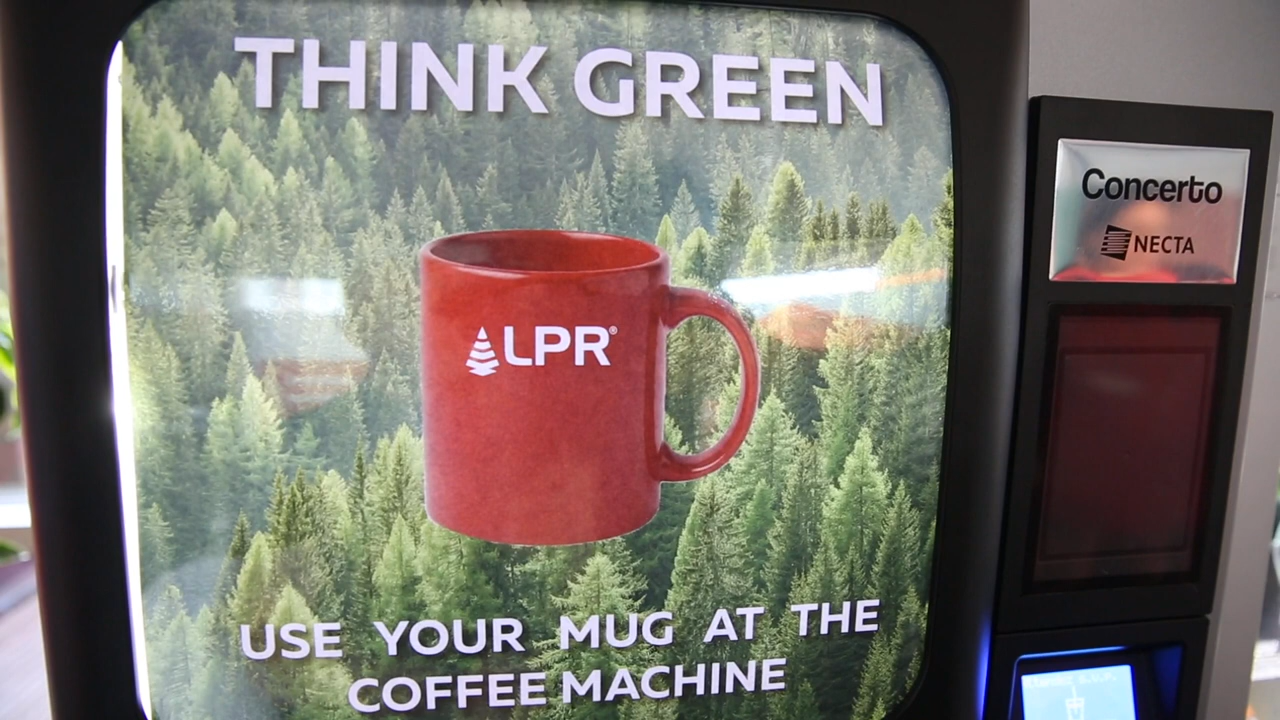 THINK GREEN
LPR®
USE YOUR MUG AT THE
COFFEE MACHINE
Concerto
NECTA